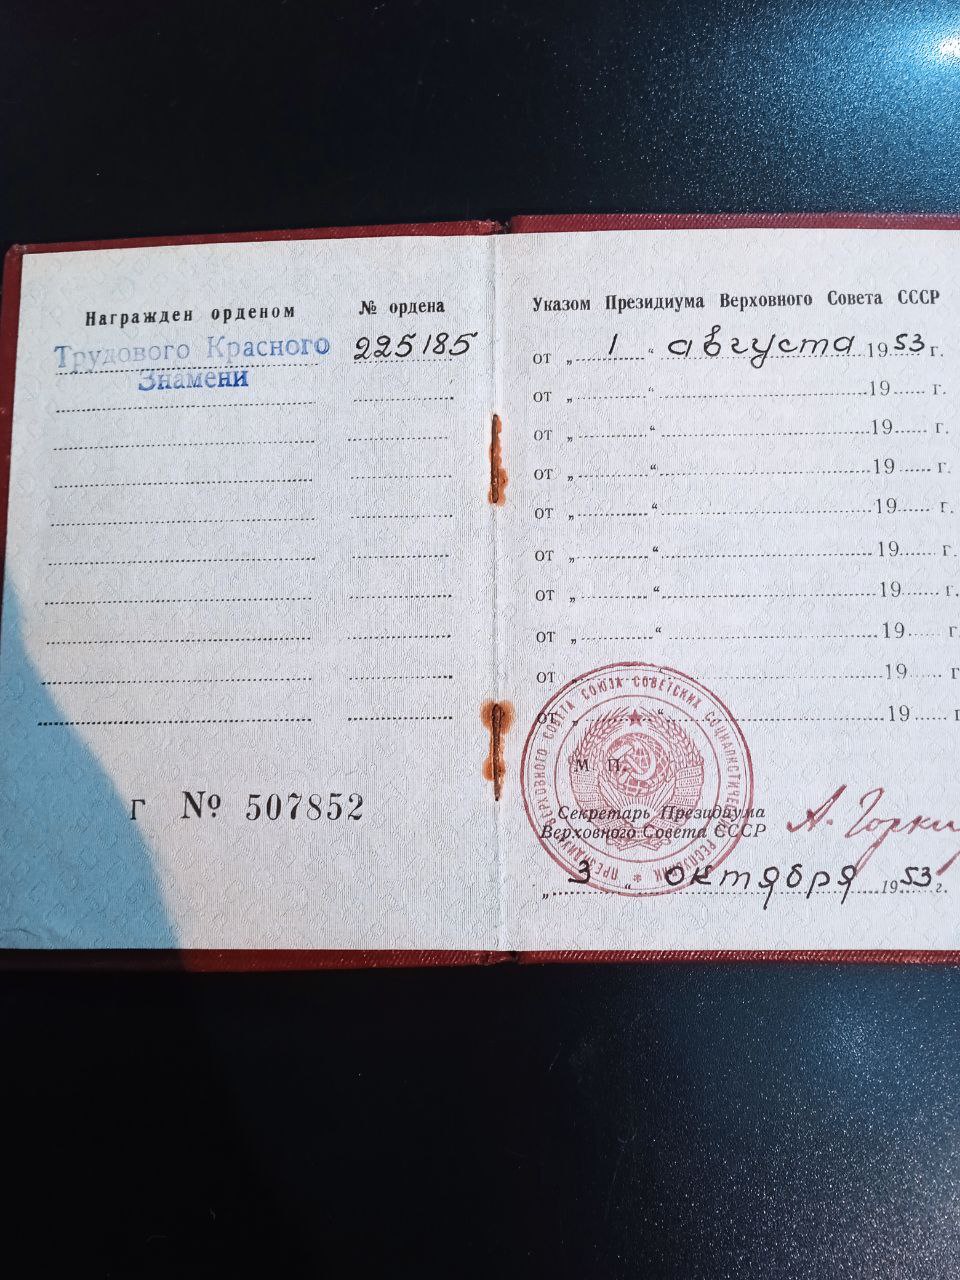 Награжден орденом
№ ордена
Трудового Красного
Знамени
225185
Г № 507852
Указом Президиума Верховного Совета СССР
от „ 1 “ августа 1953 г.
от „ “ 19 г.
от „ “ 19 г.
от „ “ 19 г.
от „ “ 19 г.
от „ “ 19 г.
от „ “ 19 г.
от „ “ 19 г.
от „ “ 19 г
от „ “ 19 г
М. П.
Секретарь Президиума
Верховного Совета СССР
А. Горки
„ 3 “ октября 1953 г.
ПРЕЗИДИУМ ВЕРХОВНОГО СОВЕТА СОЮЗА СОВЕТСКИХ СОЦИАЛИСТИЧЕСКИХ РЕСПУБЛИК